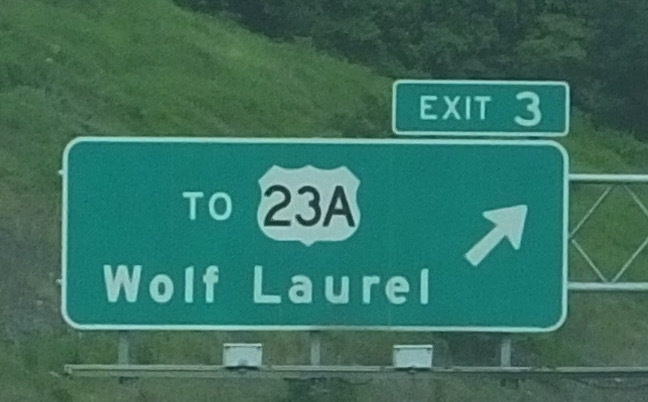 EXIT 3
TO 23A
Wolf Laurel